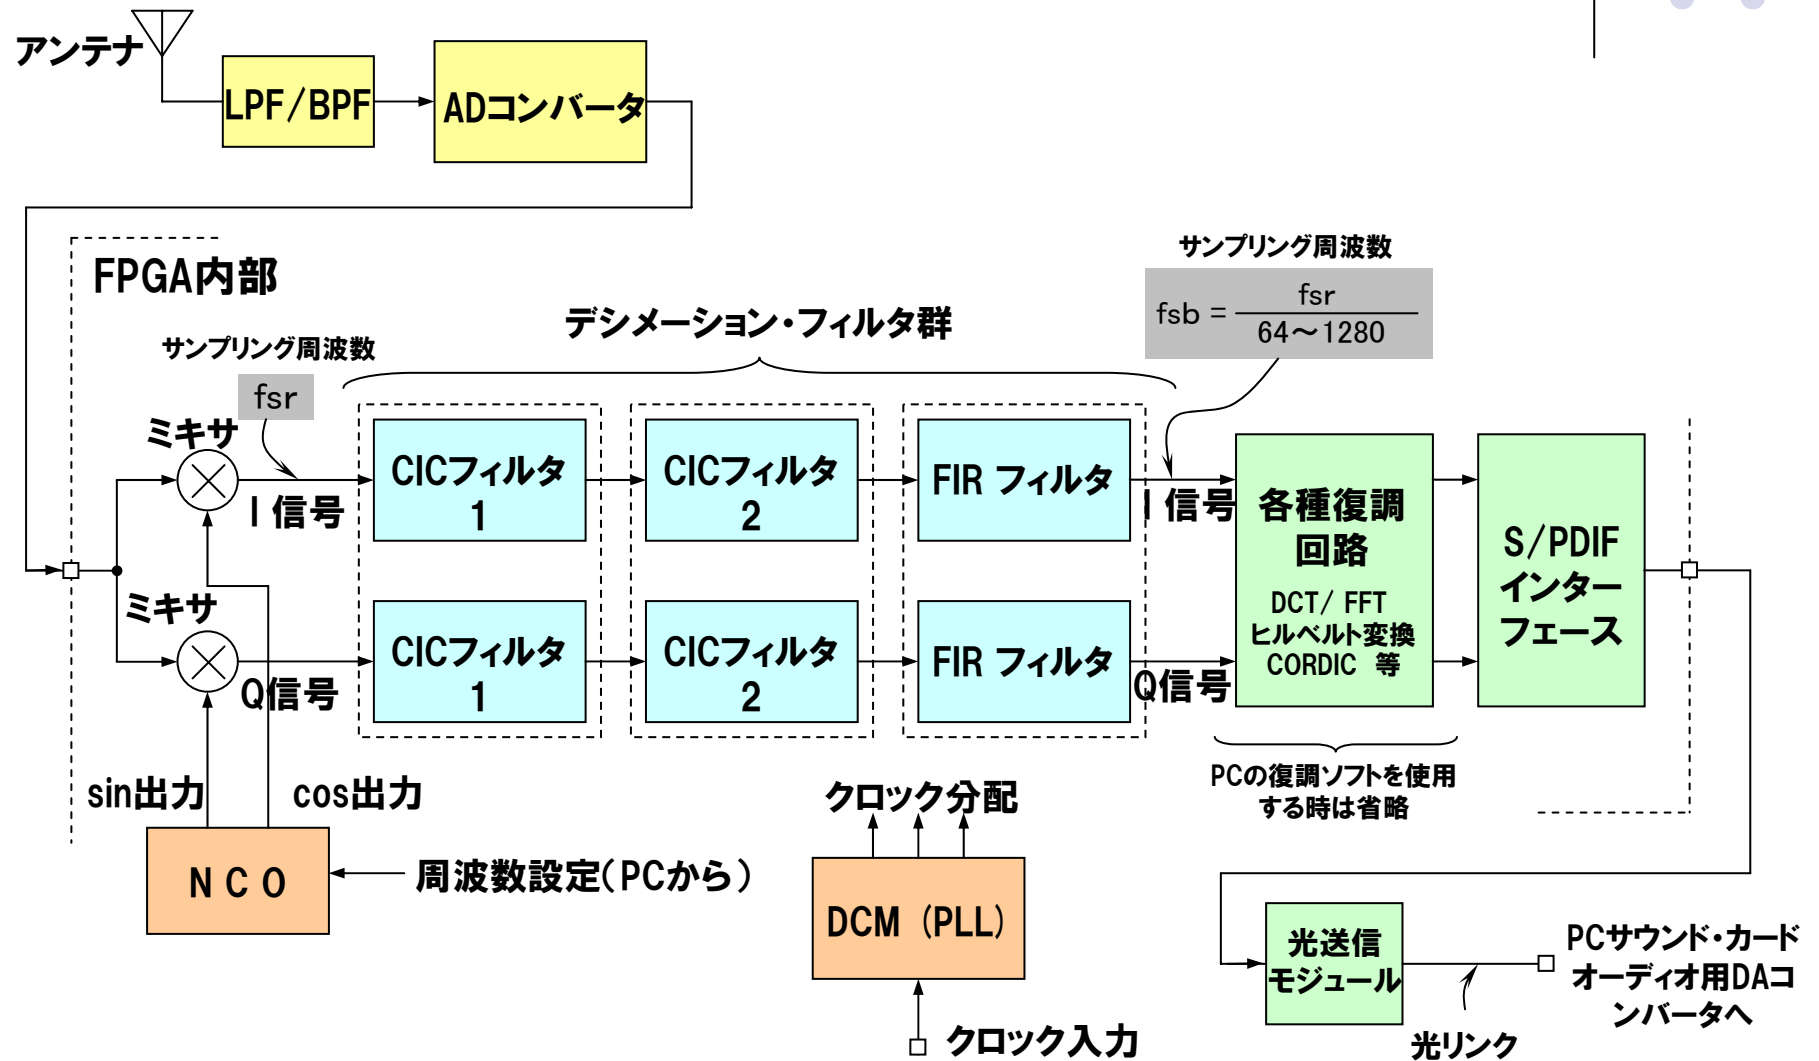 アンテナ
LPF/BPF
ADコンバータ
FPGA内部
サンプリング周波数
fsr
デシメーション・フィルタ群
サンプリング周波数
fsb = fsr
64～1280
ミキサ
I 信号
CICフィルタ
1
CICフィルタ
2
FIR フィルタ
I 信号
各種復調
回路
DCT/ FFT
ヒルベルト変換
CORDIC 等
S/PDIF
インター
フェース
ミキサ
Q信号
CICフィルタ
1
CICフィルタ
2
FIR フィルタ
Q信号
sin出力
cos出力
NCO
周波数設定(PCから)
クロック分配
DCM (PLL)
クロック入力
PCの復調ソフトを使用
する時は省略
光送信
モジュール
光リンク
PCサウンド・カード
オーディオ用DAコ
ンバータへ